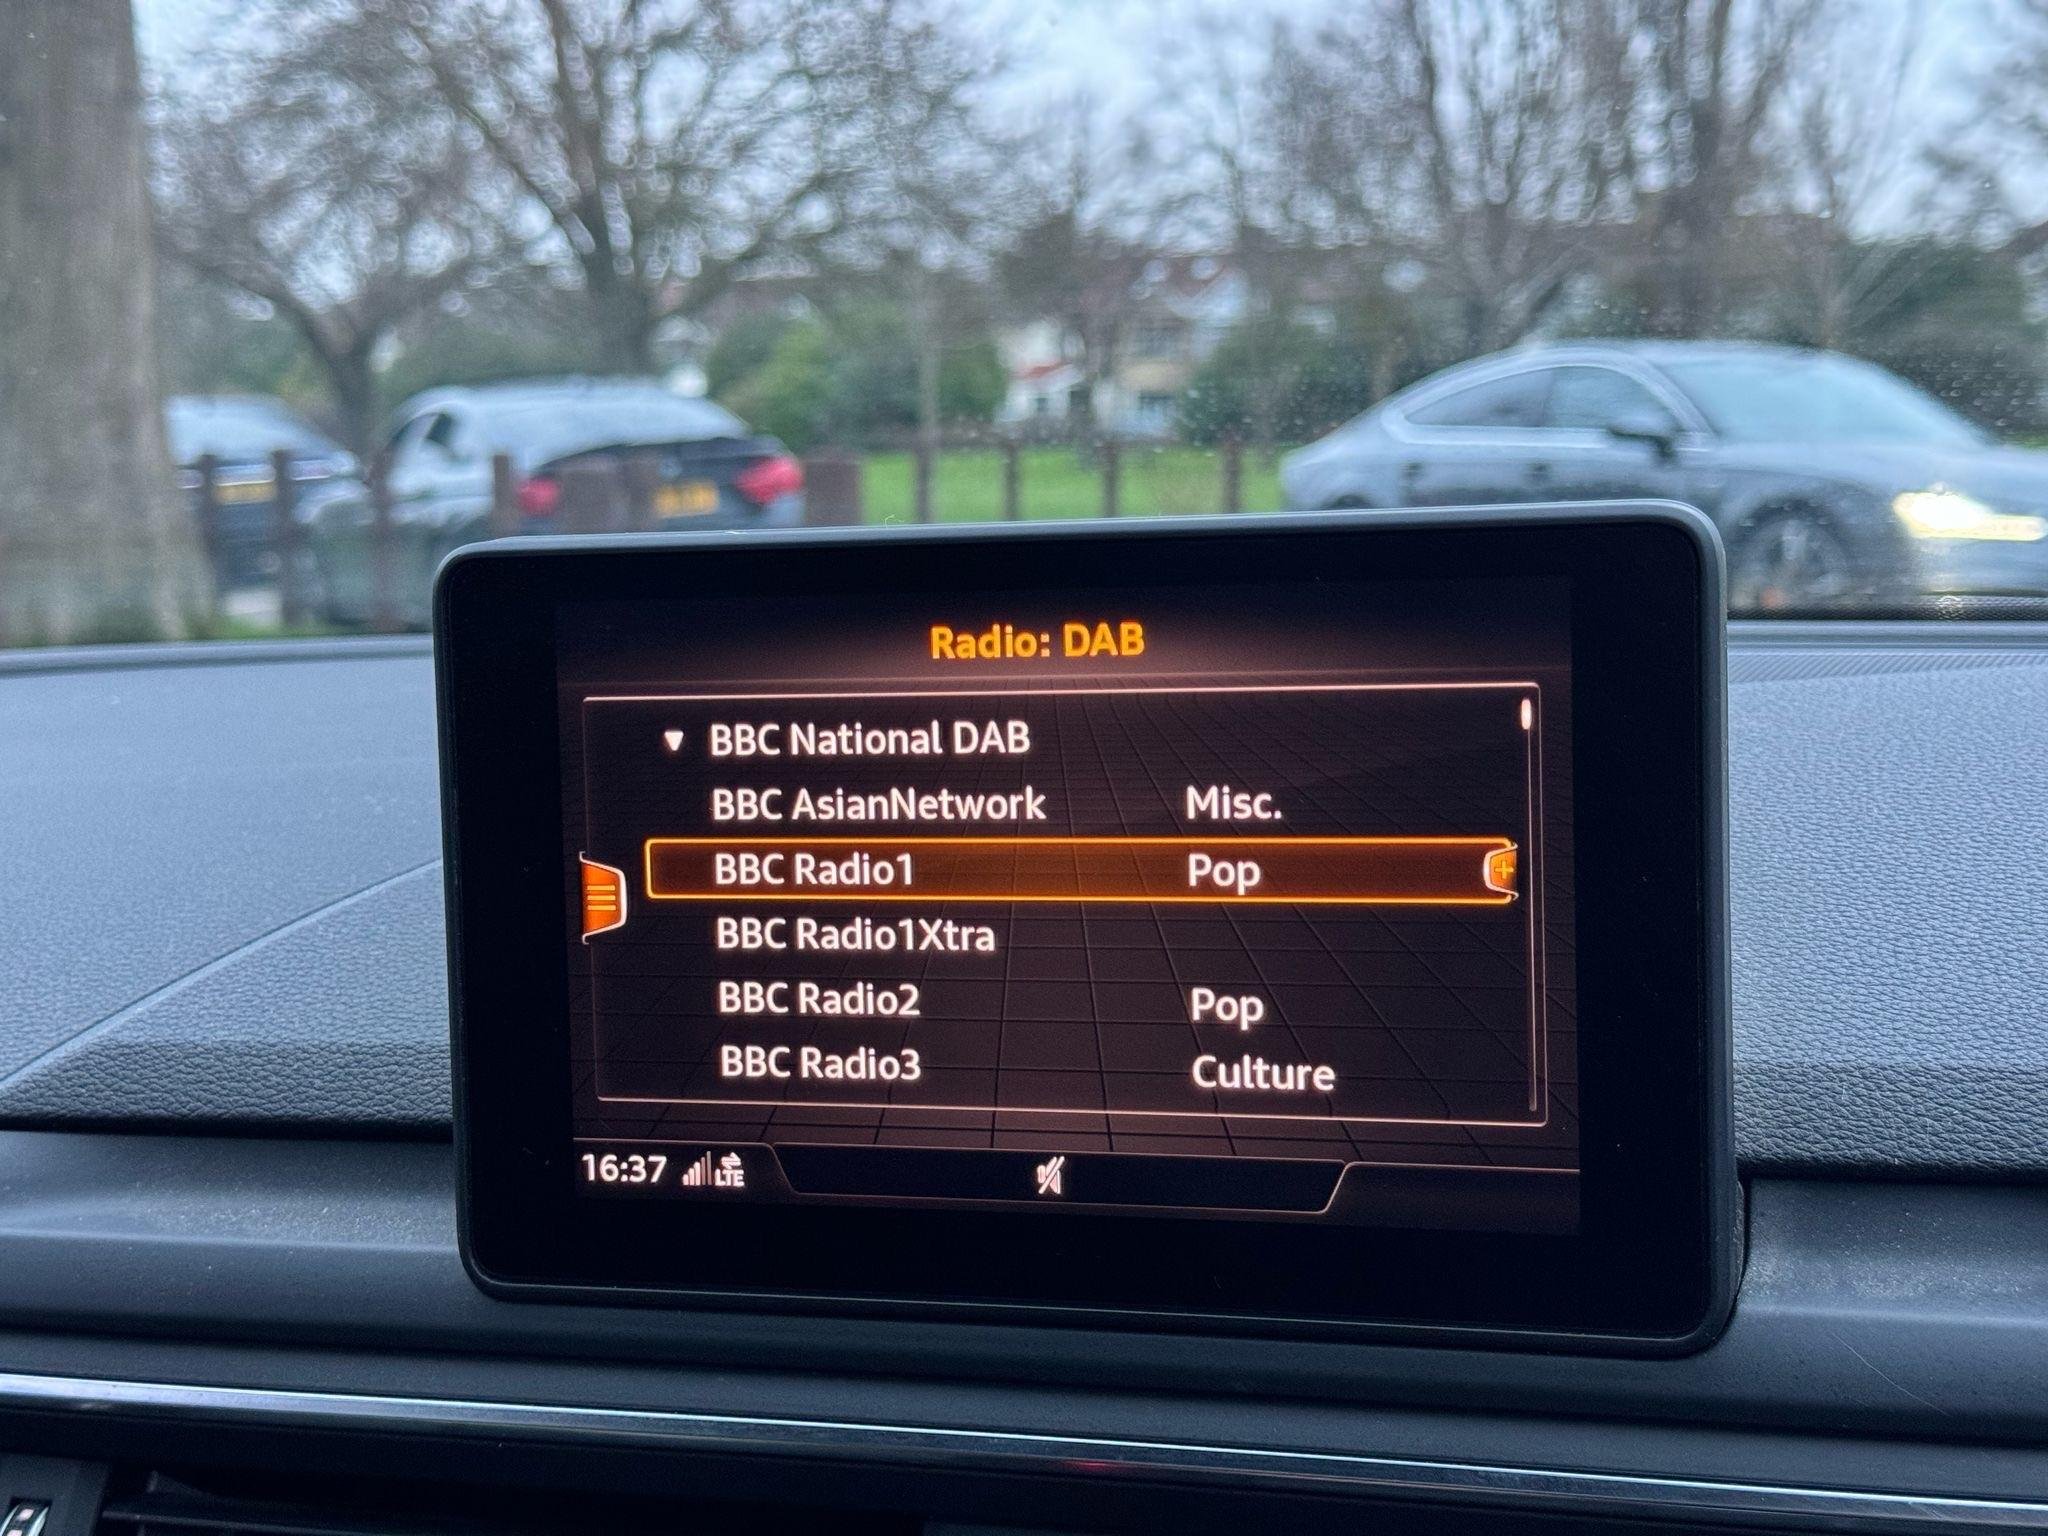 Radio: DAB
BBC National DAB
BBC AsianNetwork Misc.
BBC Radio1 Pop
BBC Radio1Xtra
BBC Radio2 Pop
BBC Radio3 Culture
16:37 LTE